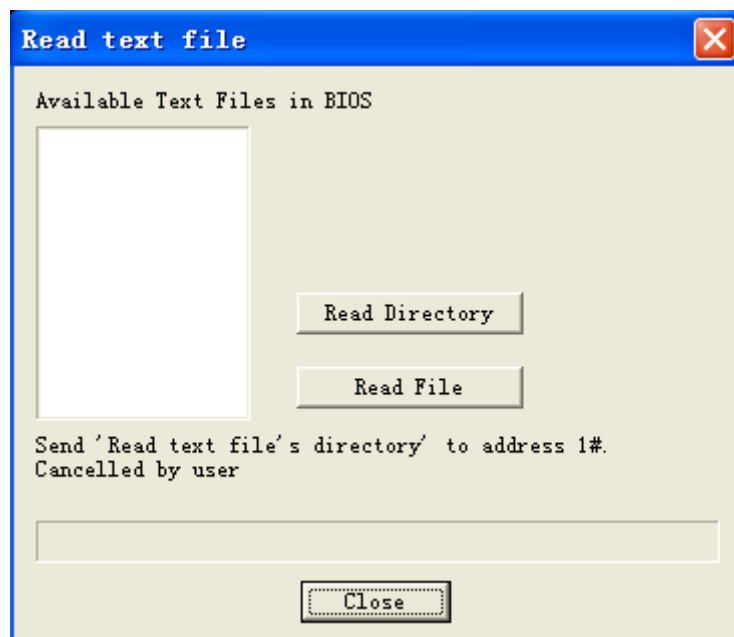 Read text file
Available Text Files in BIOS
Read Directory
Read File
Send 'Read text file's directory' to address 1#.
Cancelled by user
Close